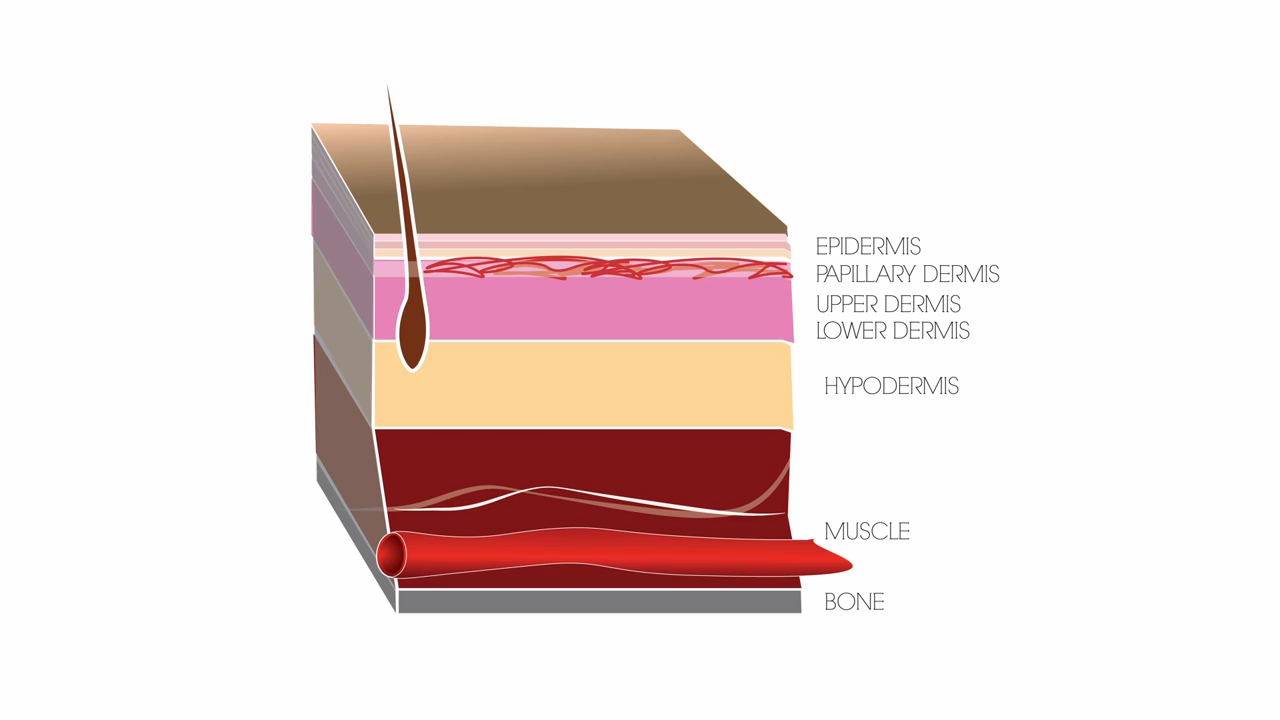 EPIDERMIS
PAPILLARY DERMIS
UPPER DERMIS
LOWER DERMIS
HYPODERMIS
MUSCLE
BONE